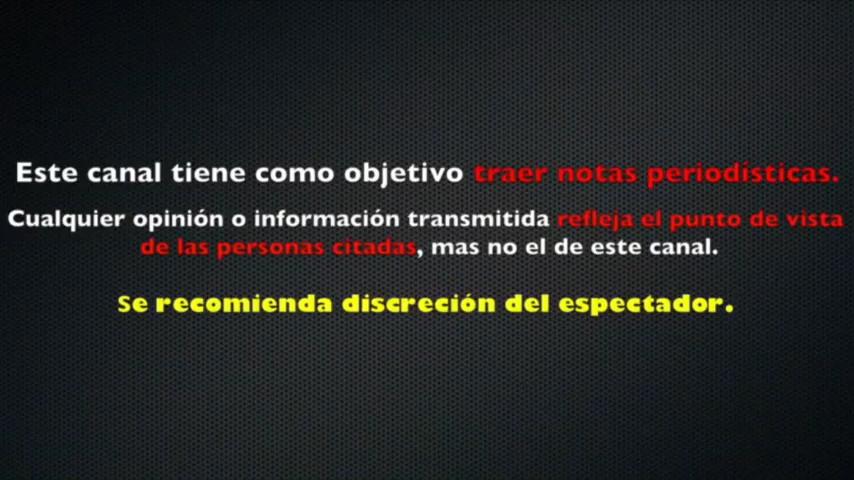 Este canal tiene como objetivo traer notas periodísticas.
Cualquier opinión o información transmitida refleja el punto de vista
de las personas citadas, mas no el de este canal.
Se recomienda discreción del espectador.